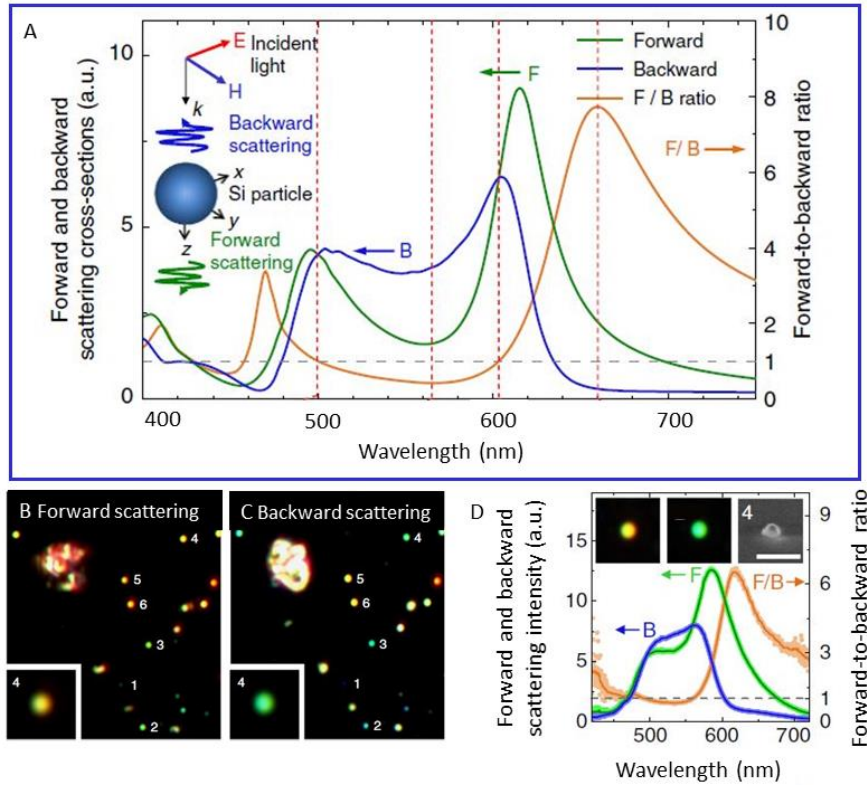 A
E Incident
light
H
k
Backward
scattering
x
Si particle
y
z
Forward
scattering
F
B
F/ B
Forward
Backward
F / B ratio
Forward and backward
scattering cross-sections (a.u.)
10
5
0
Forward-to-backward ratio
10
8
6
4
2
1
0
400 500 600 700
Wavelength (nm)
B Forward scattering
4
5
6
3
1
2
4
C Backward scattering
4
5
6
3
1
2
4
D
4
F
B
F/B
Forward and backward
scattering intensity (a.u.)
15
10
5
0
Forward-to-backward ratio
9
6
3
1
0
500 600 700
Wavelength (nm)